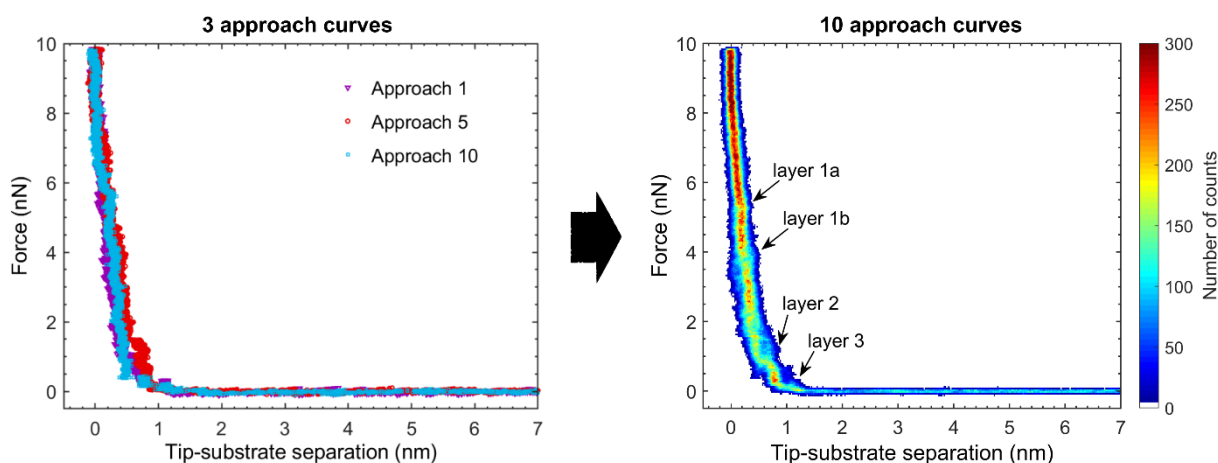 3 approach curves
10
8
6
4
2
0
Force (nN)
Approach 1
Approach 5
Approach 10
0 1 2 3 4 5 6 7
Tip-substrate separation (nm)
10 approach curves
10
8
6
4
2
0
Force (nN)
layer 1a
layer 1b
layer 2
layer 3
0 1 2 3 4 5 6 7
Tip-substrate separation (nm)
300
250
200
150
100
50
0
Number of counts